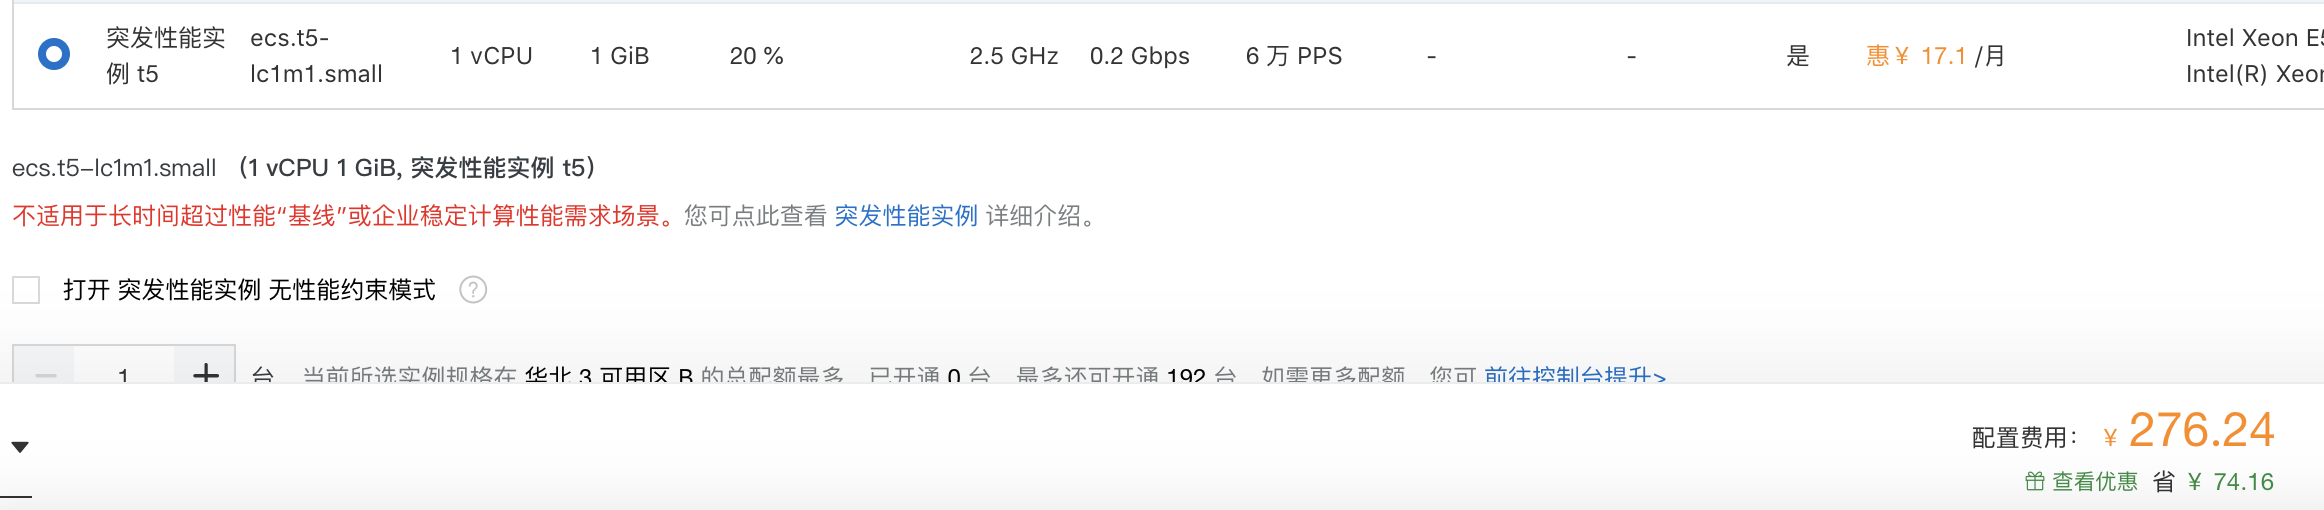 突发性能实例 t5 ecs.t5-lc1m1.small 1 vCPU 1 GiB 20 % 2.5 GHz 0.2 Gbps 6 万 PPS - - 是 惠 ¥ 17.1 /月 Intel Xeon Intel(R)
ecs.t5-lc1m1.small (1 vCPU 1 GiB, 突发性能实例 t5)
不适用于长时间超过性能“基线”或企业稳定计算性能需求场景。您可点此查看 突发性能实例 详细介绍。
打开 突发性能实例 无性能约束模式 ?
1 台 当前所选实例规格在 华北 3 可用区 B 的总配额最多 已开通 0 台 最多还可开通 192 台 如需更多配额 您可 前往控制台提升>
配置费用: ¥ 276.24
查看优惠 省 ¥ 74.16